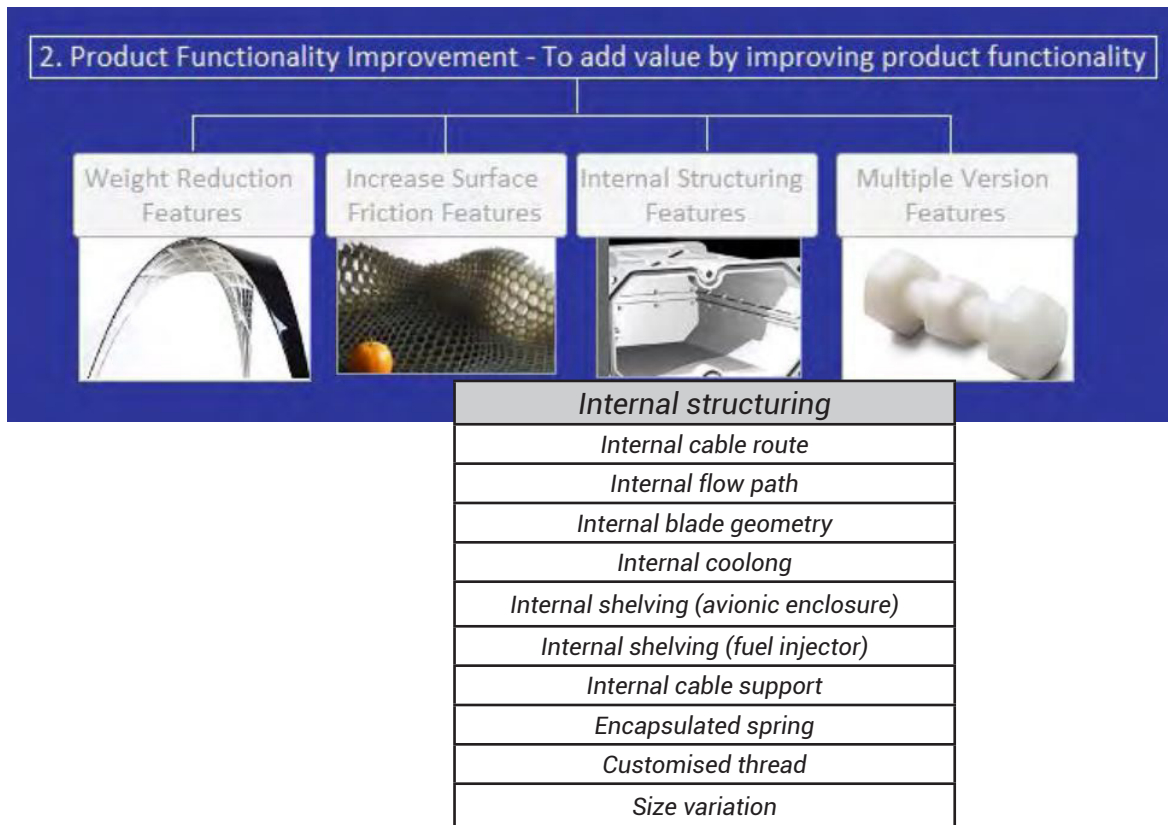 2. Product Functionality Improvement - To add value by improving product functionality
Weight Reduction
Features
Increase Surface
Friction Features
Internal Structuring
Features
Multiple Version
Features
Internal structuring
Internal cable route
Internal flow path
Internal blade geometry
Internal coolong
Internal shelving (avionic enclosure)
Internal shelving (fuel injector)
Internal cable support
Encapsulated spring
Customised thread
Size variation